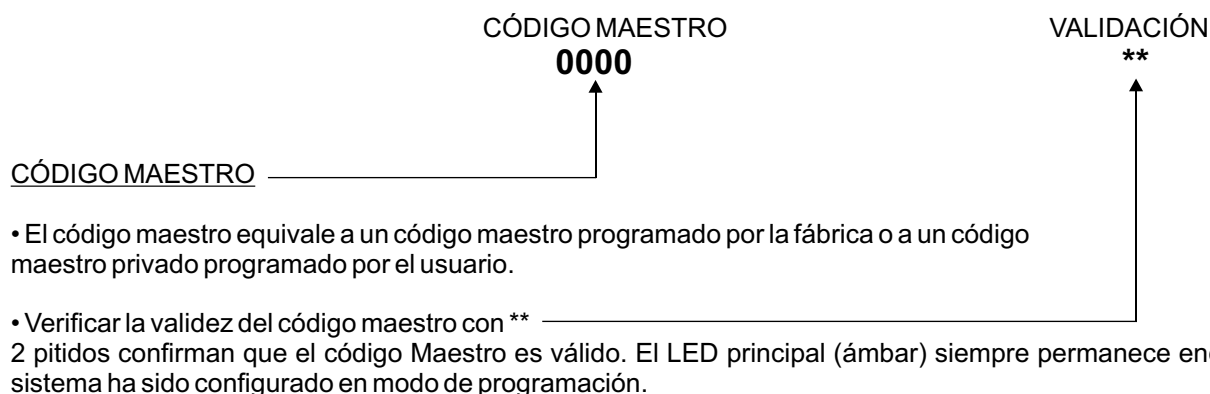 CÓDIGO MAESTRO VALIDACIÓN
0000 **
CÓDIGO MAESTRO
• El código maestro equivale a un código maestro programado por la fábrica o a un código
maestro privado programado por el usuario.
• Verificar la validez del código maestro con **
2 pitidos confirman que el código Maestro es válido. El LED principal (ámbar) siempre permanece
sistema ha sido configurado en modo de programación.